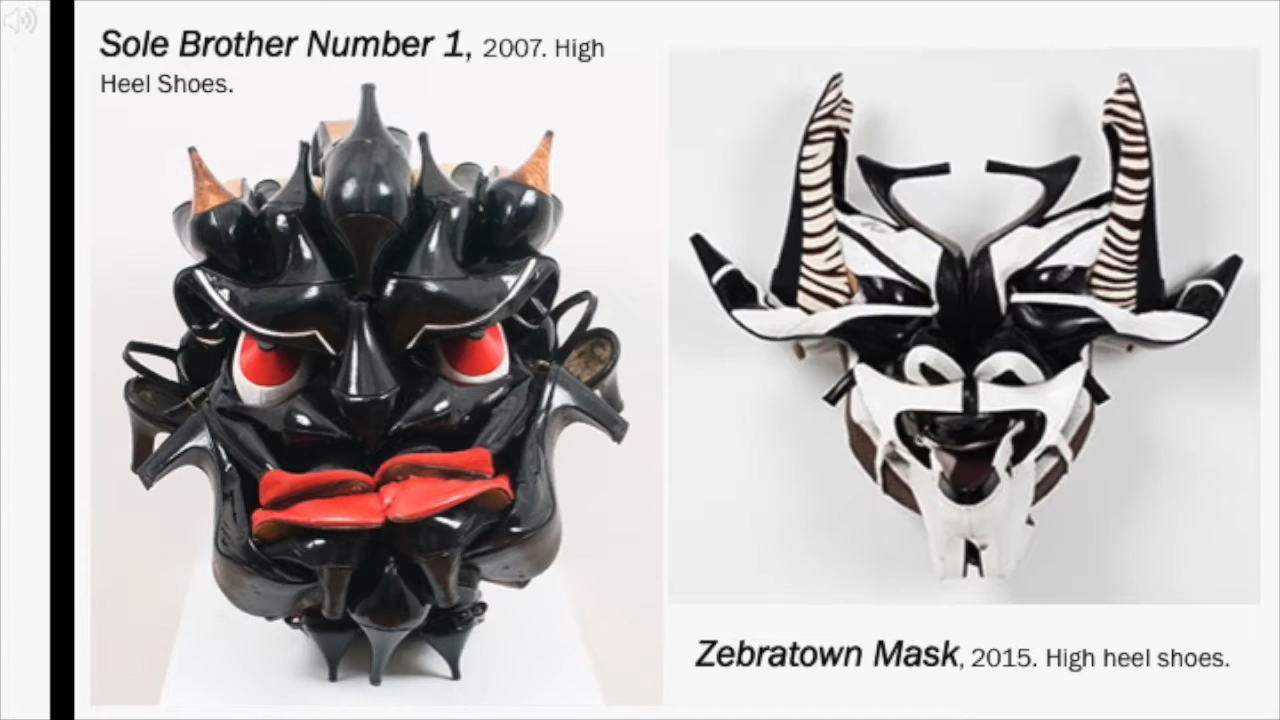 Sole Brother Number 1, 2007. High
Heel Shoes.
Zebratown Mask, 2015. High heel shoes.